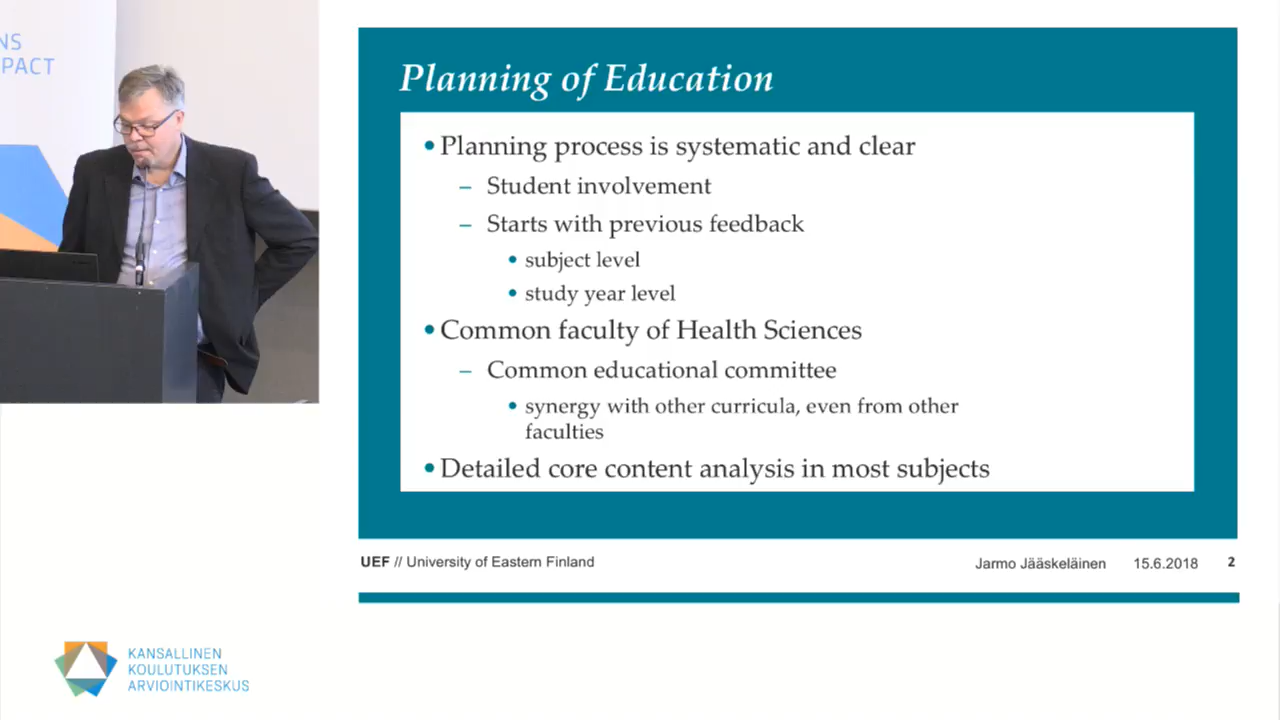 NS
PACT
Planning of Education
•Planning process is systematic and clear
– Student involvement
– Starts with previous feedback
• subject level
• study year level
•Common faculty of Health Sciences
– Common educational committee
• synergy with other curricula, even from other
faculties
•Detailed core content analysis in most subjects
UEF // University of Eastern Finland
Jarmo Jääskeläinen 15.6.2018 2
KANSALLINEN
KOULUTUKSEN
ARVIOINTIKESKUS